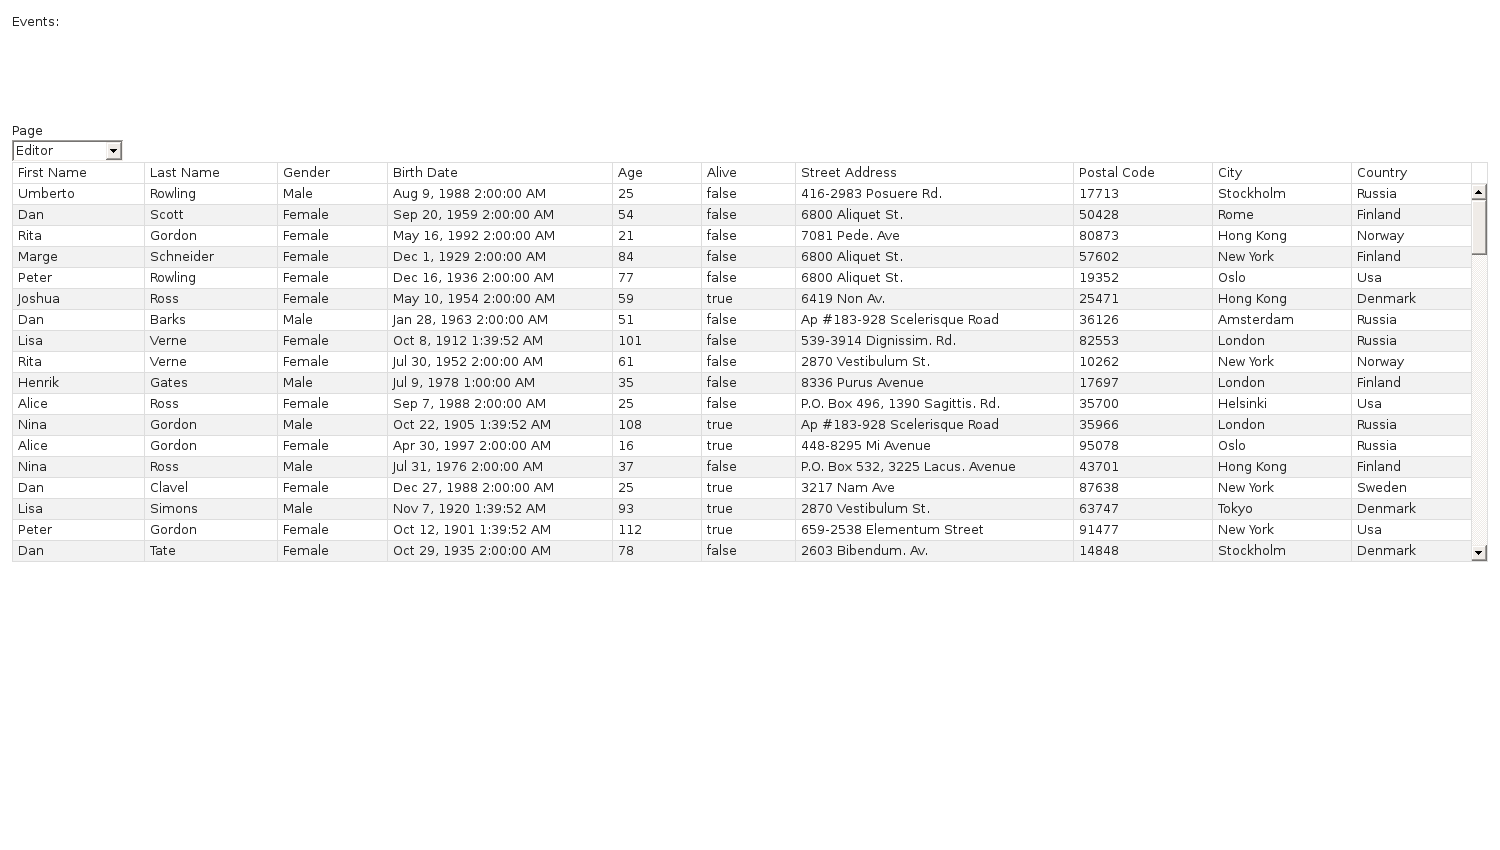 Events:
Page
Editor
First Name Last Name Gender Birth Date Age Alive Street Address Postal Code City Country
Umberto Rowling Male Aug 9, 1988 2:00:00 AM 25 false 416-2983 Posuere Rd. 17713 Stockholm Russia
Dan Scott Female Sep 20, 1959 2:00:00 AM 54 false 6800 Aliquet St. 50428 Rome Finland
Rita Gordon Female May 16, 1992 2:00:00 AM 21 false 7081 Pede. Ave 80873 Hong Kong Norway
Marge Schneider Female Dec 1, 1929 2:00:00 AM 84 false 6800 Aliquet St. 57602 New York Finland
Peter Rowling Female Dec 16, 1936 2:00:00 AM 77 false 6800 Aliquet St. 19352 Oslo Usa
Joshua Ross Female May 10, 1954 2:00:00 AM 59 true 6419 Non Av. 25471 Hong Kong Denmark
Dan Barks Male Jan 28, 1963 2:00:00 AM 51 false Ap #183-928 Scelerisque Road 36126 Amsterdam Russia
Lisa Verne Female Oct 8, 1912 1:39:52 AM 101 false 539-3914 Dignissim. Rd. 82553 London Russia
Rita Verne Female Jul 30, 1952 2:00:00 AM 61 false 2870 Vestibulum St. 10262 New York Norway
Henrik Gates Male Jul 9, 1978 1:00:00 AM 35 false 8336 Purus Avenue 17697 London Finland
Alice Ross Female Sep 7, 1988 2:00:00 AM 25 false P.O. Box 496, 1390 Sagittis. Rd. 35700 Helsinki Usa
Nina Gordon Male Oct 22, 1905 1:39:52 AM 108 true Ap #183-928 Scelerisque Road 35966 London Russia
Alice Gordon Female Apr 30, 1997 2:00:00 AM 16 true 448-8295 Mi Avenue 95078 Oslo Russia
Nina Ross Male Jul 31, 1976 2:00:00 AM 37 false P.O. Box 532, 3225 Lacus. Avenue 43701 Hong Kong Finland
Dan Clavel Female Dec 27, 1988 2:00:00 AM 25 true 3217 Nam Ave 87638 New York Sweden
Lisa Simons Male Nov 7, 1920 1:39:52 AM 93 true 2870 Vestibulum St. 63747 Tokyo Denmark
Peter Gordon Female Oct 12, 1901 1:39:52 AM 112 true 659-2538 Elementum Street 91477 New York Usa
Dan Tate Female Oct 29, 1935 2:00:00 AM 78 false 2603 Bibendum. Av. 14848 Stockholm Denmark